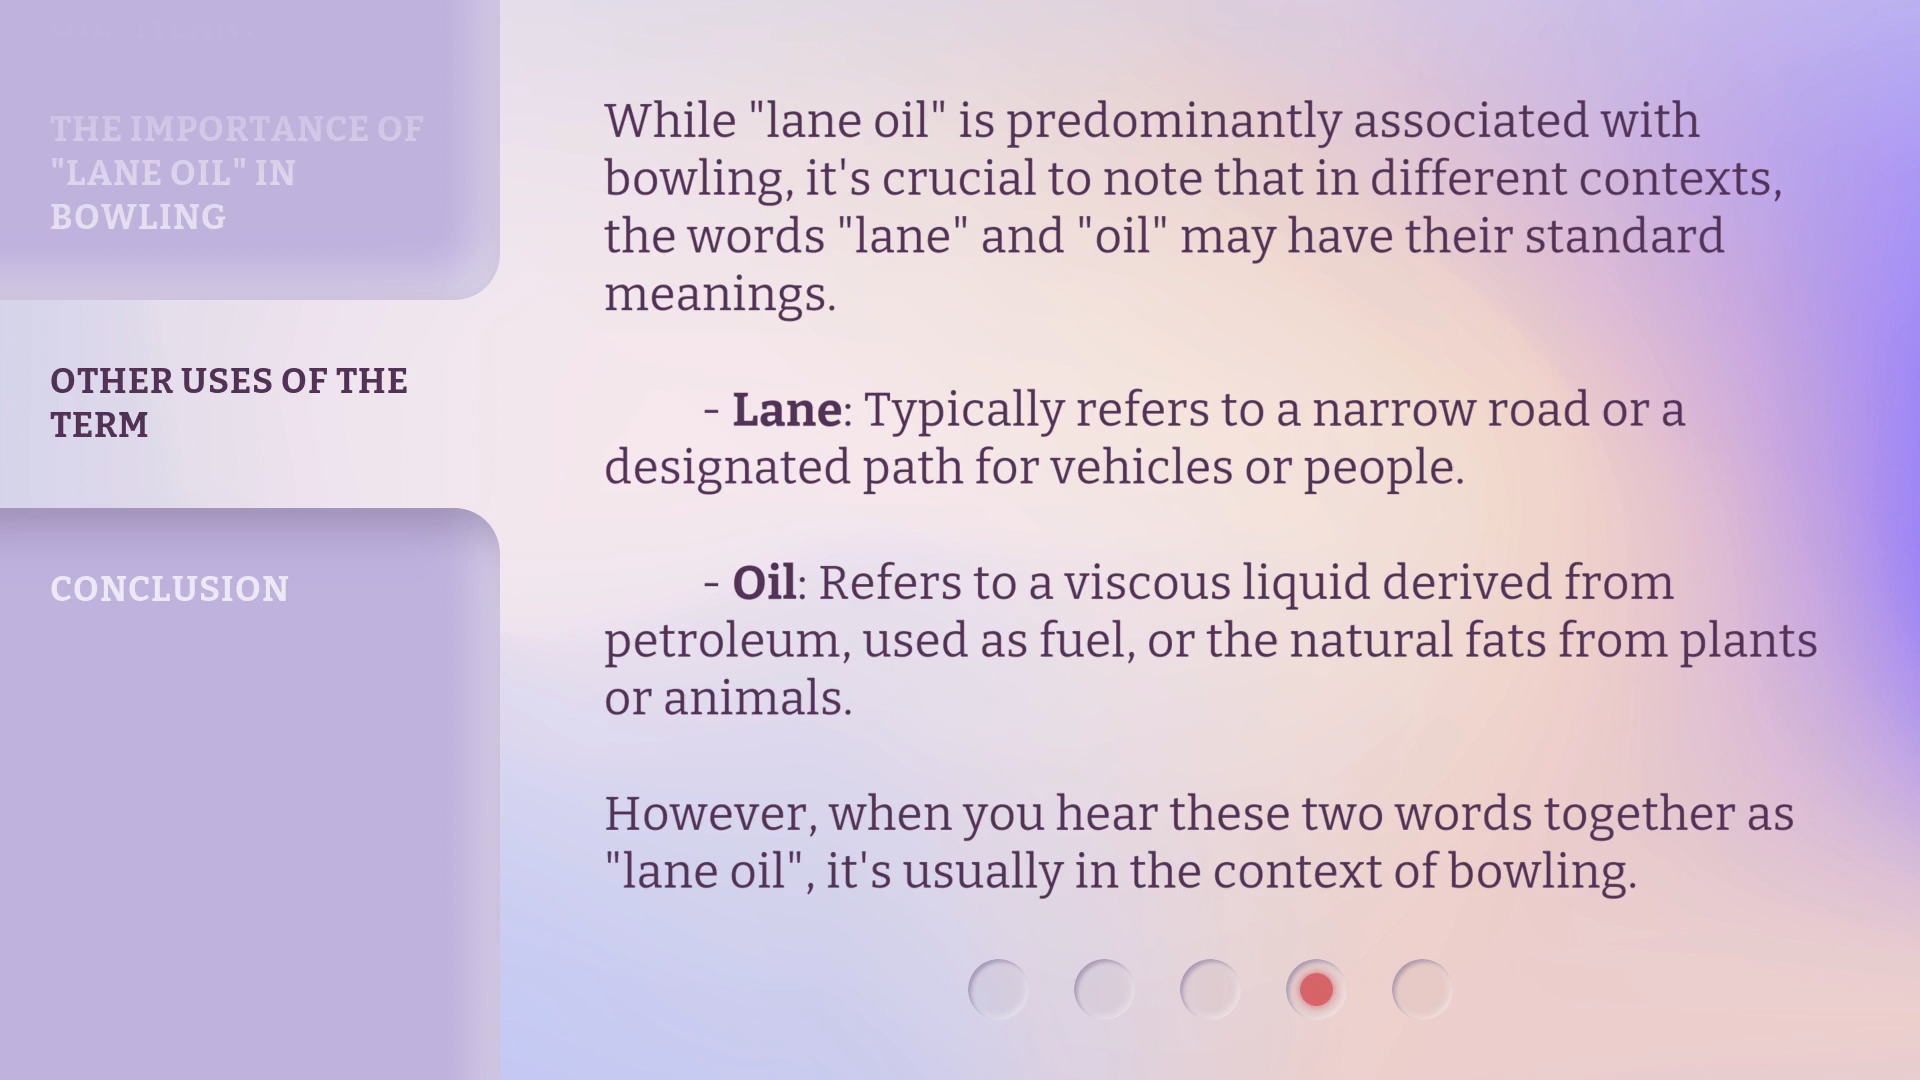 THE IMPORTANCE OF
"LANE OIL" IN
BOWLING
OTHER USES OF THE
TERM
CONCLUSION
While "lane oil" is predominantly associated with
bowling, it's crucial to note that in different contexts,
the words "lane" and "oil" may have their standard
meanings.
- Lane: Typically refers to a narrow road or a
designated path for vehicles or people.
- Oil: Refers to a viscous liquid derived from
petroleum, used as fuel, or the natural fats from plants
or animals.
However, when you hear these two words together as
"lane oil", it's usually in the context of bowling.